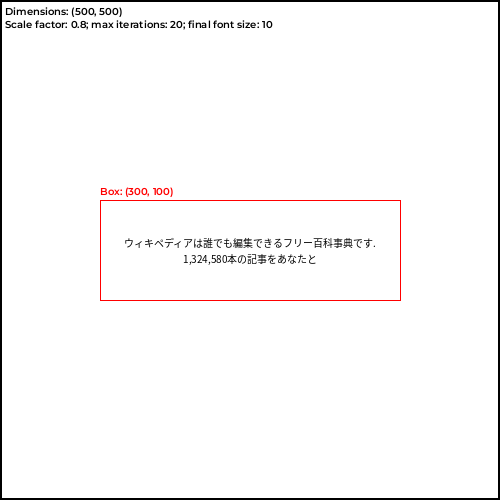 Dimensions: (500, 500)
Scale factor: 0.8; max iterations: 20; final font size: 10
Box: (300, 100)
ウィキペディアは誰でも編集できるフリー百科事典です.
1,324,580本の記事をあなたと